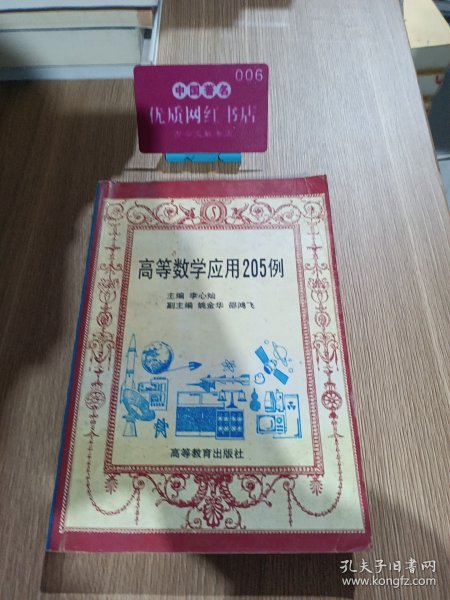 006
中国著名
优质网红书店
高等数学应用205例
主编 李心灿
副主编 姚金华 邵鸿飞
高等教育出版社
孔夫子旧书网
www.kongfz.com